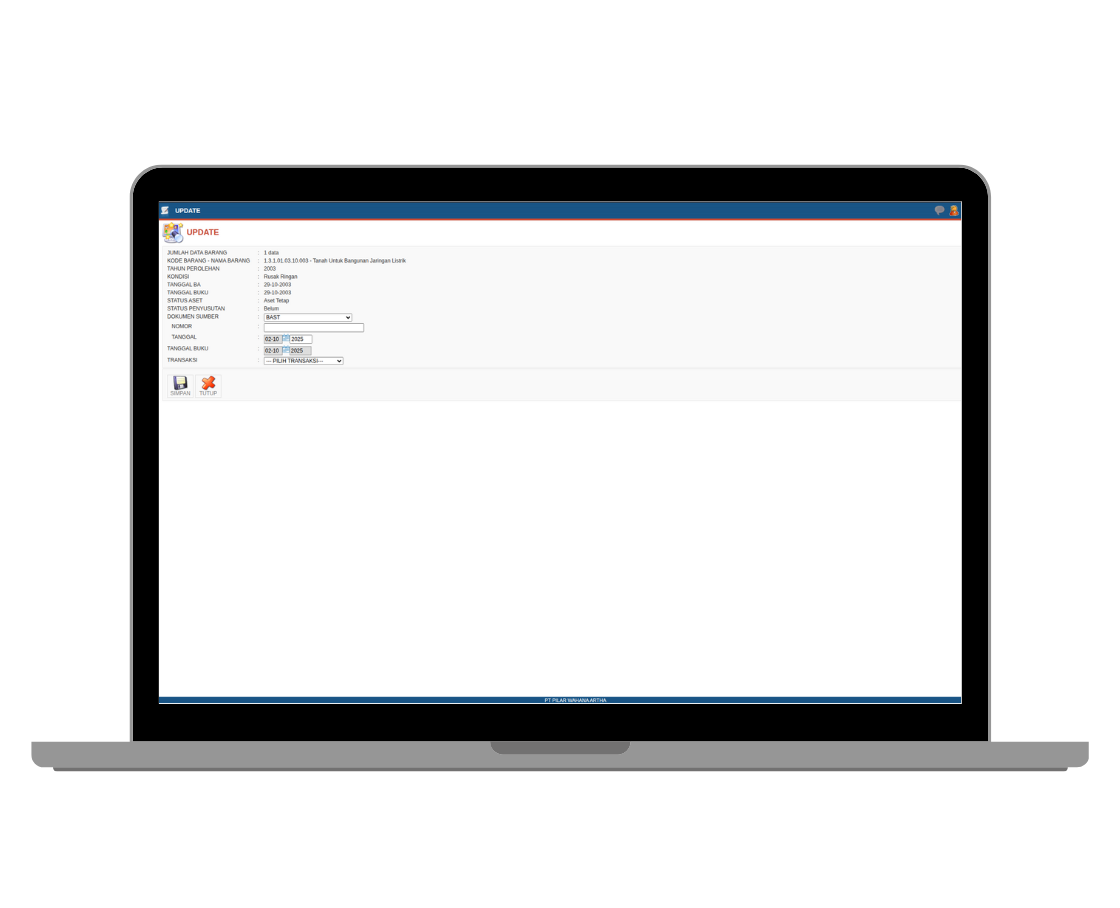 UPDATE
UPDATE
JUMLAH DATA BARANG : 1 data
KODE BARANG - NAMA BARANG : 1.3.1.01.03.10.003 - Tanah Untuk Bangunan Jaringan Listrik
TAHUN PEROLEHAN : 2003
KONDISI : Rusak Ringan
TANGGAL BA : 29-10-2003
TANGGAL BUKU : 29-10-2003
STATUS ASET : Aset Tetap
STATUS PENYUSUTAN : Belum
DOKUMEN SUMBER : BAST
NOMOR :
TANGGAL : 02-10 2025
TANGGAL BUKU : 02-10 2025
TRANSAKSI : --- PILIH TRANSAKSI---
SIMPAN TUTUP
PT PILAR WAHANA ARTHA